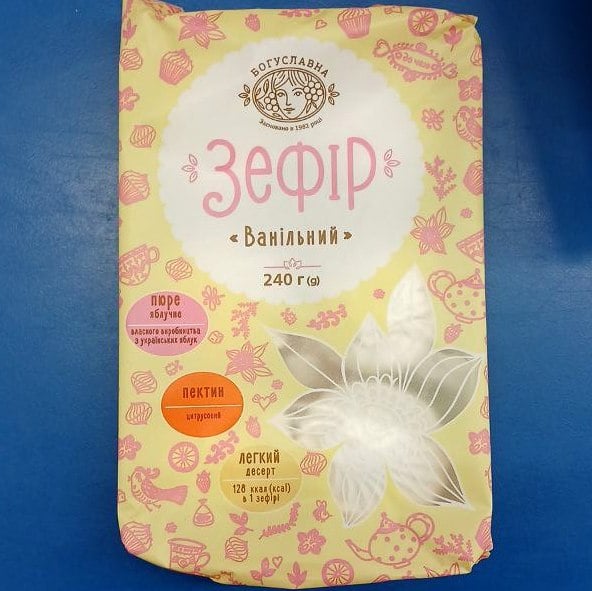 БОГУСЛАВНА
Засновано в 1982 році
Зефір
« Ванільний »
240 г (g)
пюре
яблучне
власного виробництва
з українських яблук
пектин
цитрусовий
легкий
десерт
128 ккал (kcal)
в 1 зефірі